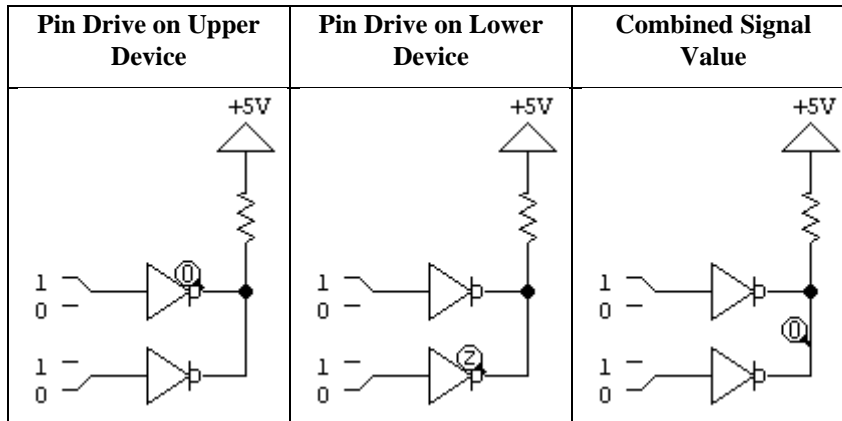 Pin Drive on Upper
Device
Pin Drive on Lower
Device
Combined Signal
Value
+5V
0
1
0
1
0
+5V
1
0
Z
1
0
+5V
1
0
0
1
0